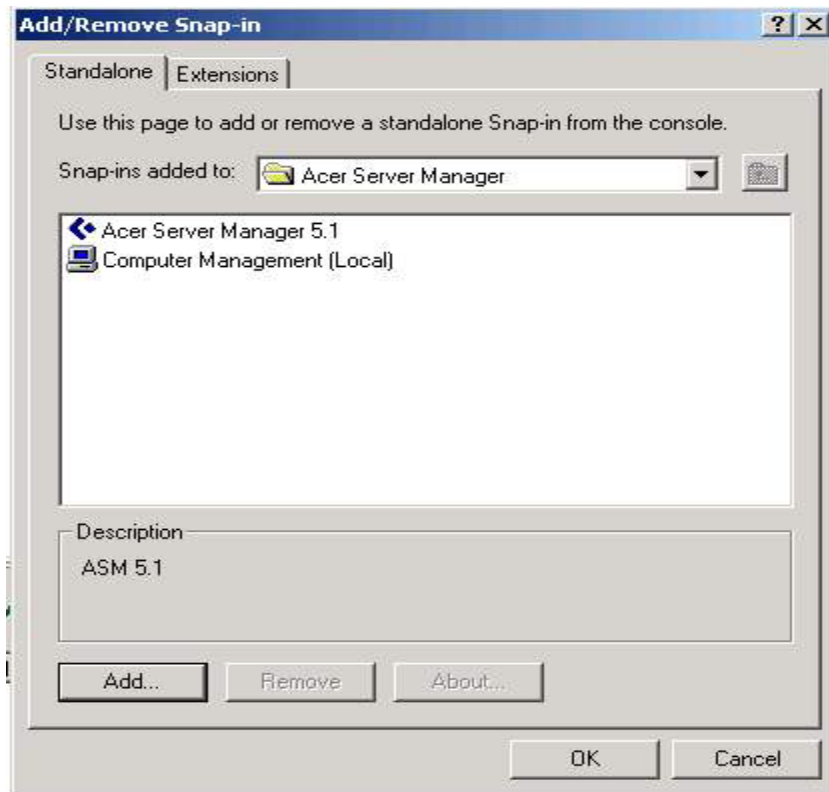 Add/Remove Snap-in
Standalone
Extensions
Use this page to add or remove a standalone Snap-in from the console.
Snap-ins added to:
Acer Server Manager
Acer Server Manager 5.1
Computer Management (Local)
Description
ASM 5.1
Add...
Remove
About...
OK
Cancel